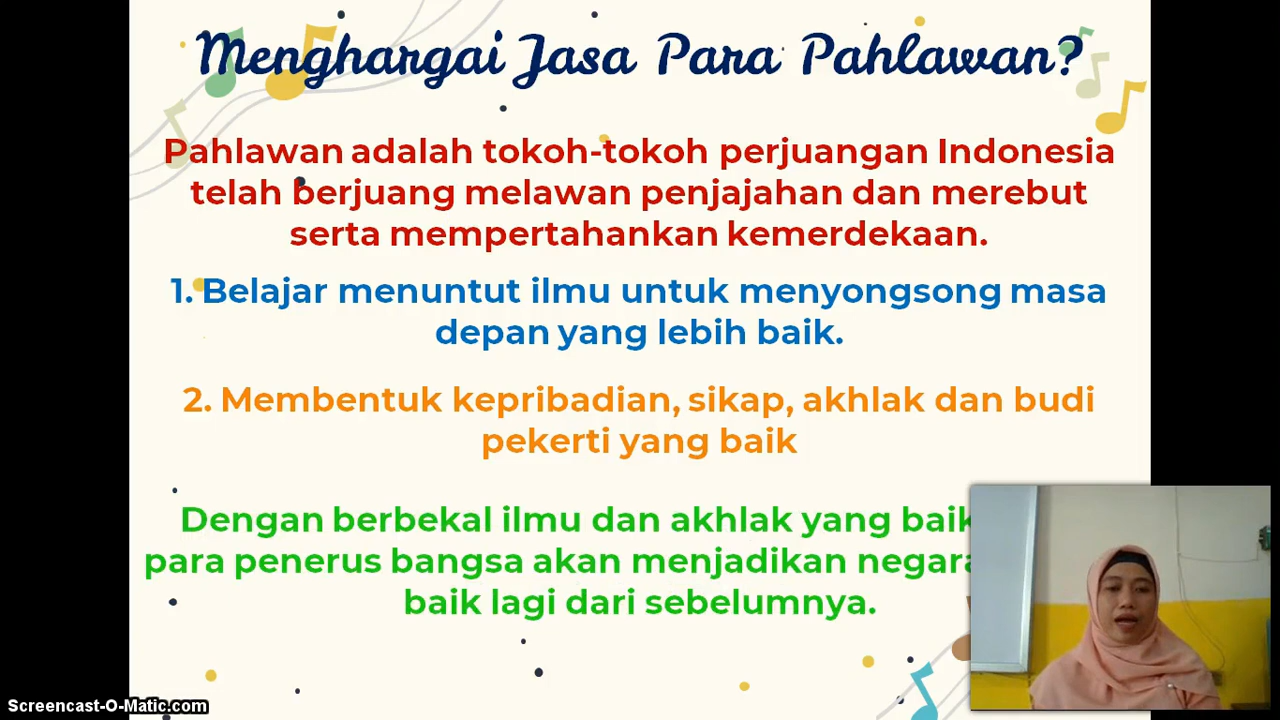 Menghargai Jasa Para Pahlawan?
Pahlawan adalah tokoh-tokoh perjuangan Indonesia
telah berjuang melawan penjajahan dan merebut
serta mempertahankan kemerdekaan.
1. Belajar menuntut ilmu untuk menyongsong masa
depan yang lebih baik.
2. Membentuk kepribadian, sikap, akhlak dan budi
pekerti yang baik
Dengan berbekal ilmu dan akhlak yang baik
para penerus bangsa akan menjadikan negara
baik lagi dari sebelumnya.
Screencast-O-Matic.com